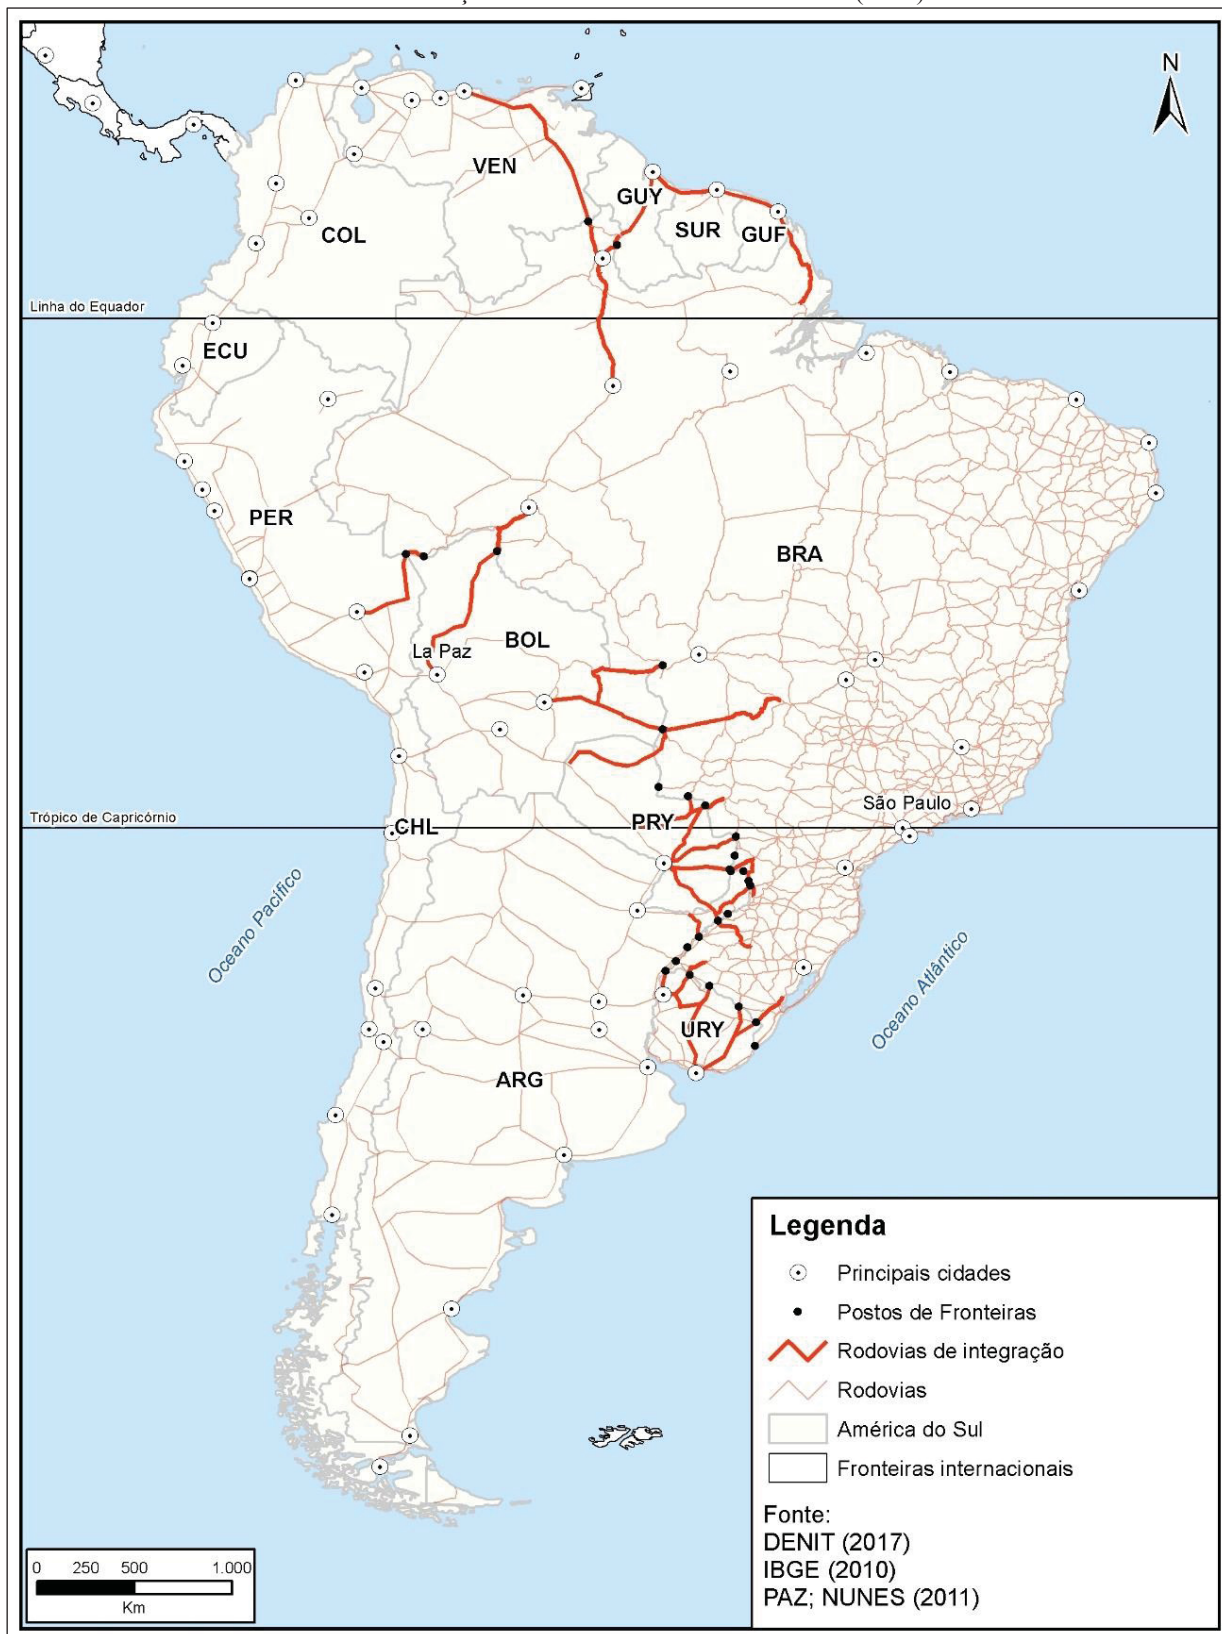 N
VEN
GUY
SUR
GUF
COL
Linha do Equador
ECU
PER
BRA
BOL
La Paz
São Paulo
Trópico de Capricórnio
PRY
CHL
Oceano Pacífico
Oceano Atlântico
URY
ARG
Legenda
Principais cidades
Postos de Fronteiras
Rodovias de integração
Rodovias
América do Sul
Fronteiras internacionais
Fonte:
DENIT (2017)
IBGE (2010)
PAZ; NUNES (2011)
0 250 500 1.000
Km